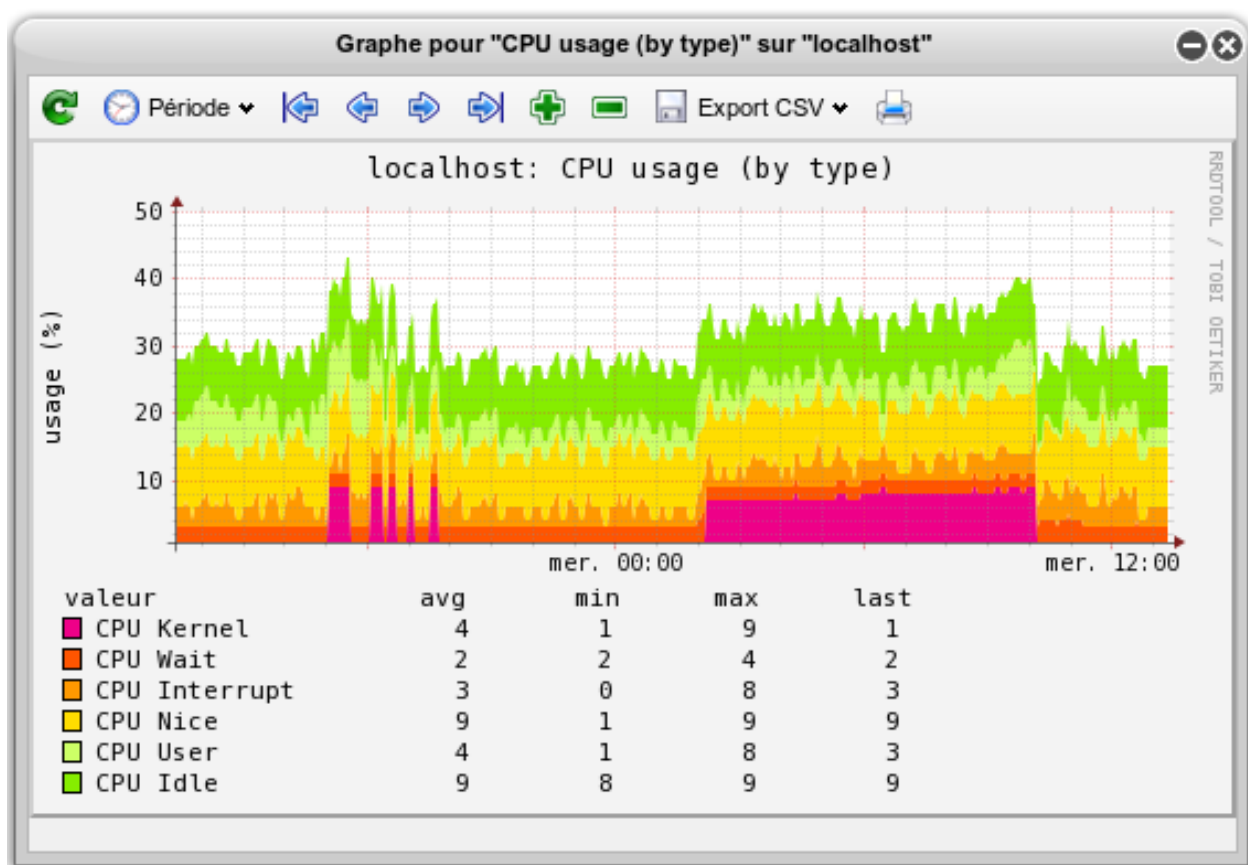 Graphe pour "CPU usage (by type)" sur "localhost"
Période Export CSV
localhost: CPU usage (by type)
RRDTOOL / TOBI OETIKER
usage (%)
50
40
30
20
10
mer. 00:00 mer. 12:00
valeur avg min max last
CPU Kernel 4 1 9 1
CPU Wait 2 2 4 2
CPU Interrupt 3 0 8 3
CPU Nice 9 1 9 9
CPU User 4 1 8 3
CPU Idle 9 8 9 9